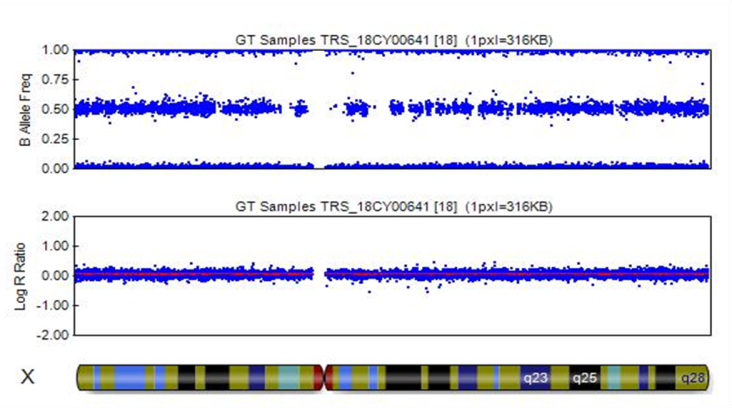 GT Samples TRS_18CY00641 [18] (1pxl=316KB)
B Allele Freq
1.00
0.75
0.50
0.25
0.00
GT Samples TRS_18CY00641 [18] (1pxl=316KB)
Log R Ratio
2.00
1.00
0.00
-1.00
-2.00
X
q23 q25 q28